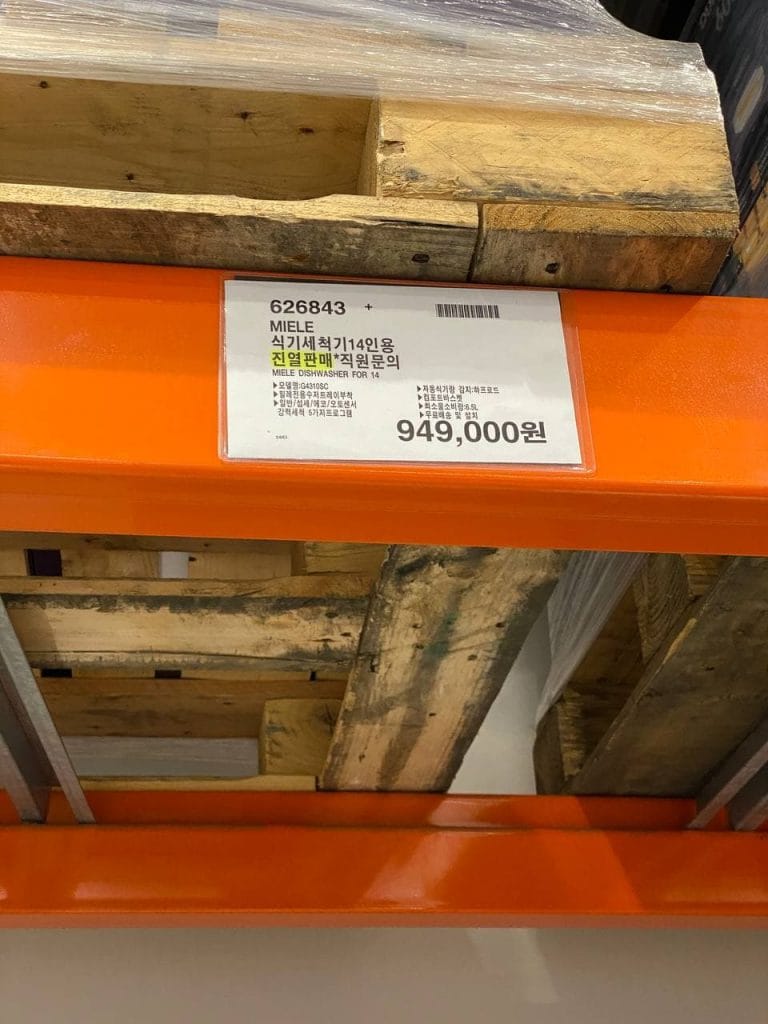 626843 +
MIELE
식기세척기14인용
진열판매*직원문의
MIELE DISHWASHER FOR 14
▶모델명:G4310SC
▶필레전용수저트레이부착
▶일반/섬세/에코/오토센서
강력세척 5가지프로그램
▶자동식기량 감지:하프로드
▶컴포트바스켓
▶최소물소비량:6.5L
▶무료배송 및 설치
949,000원